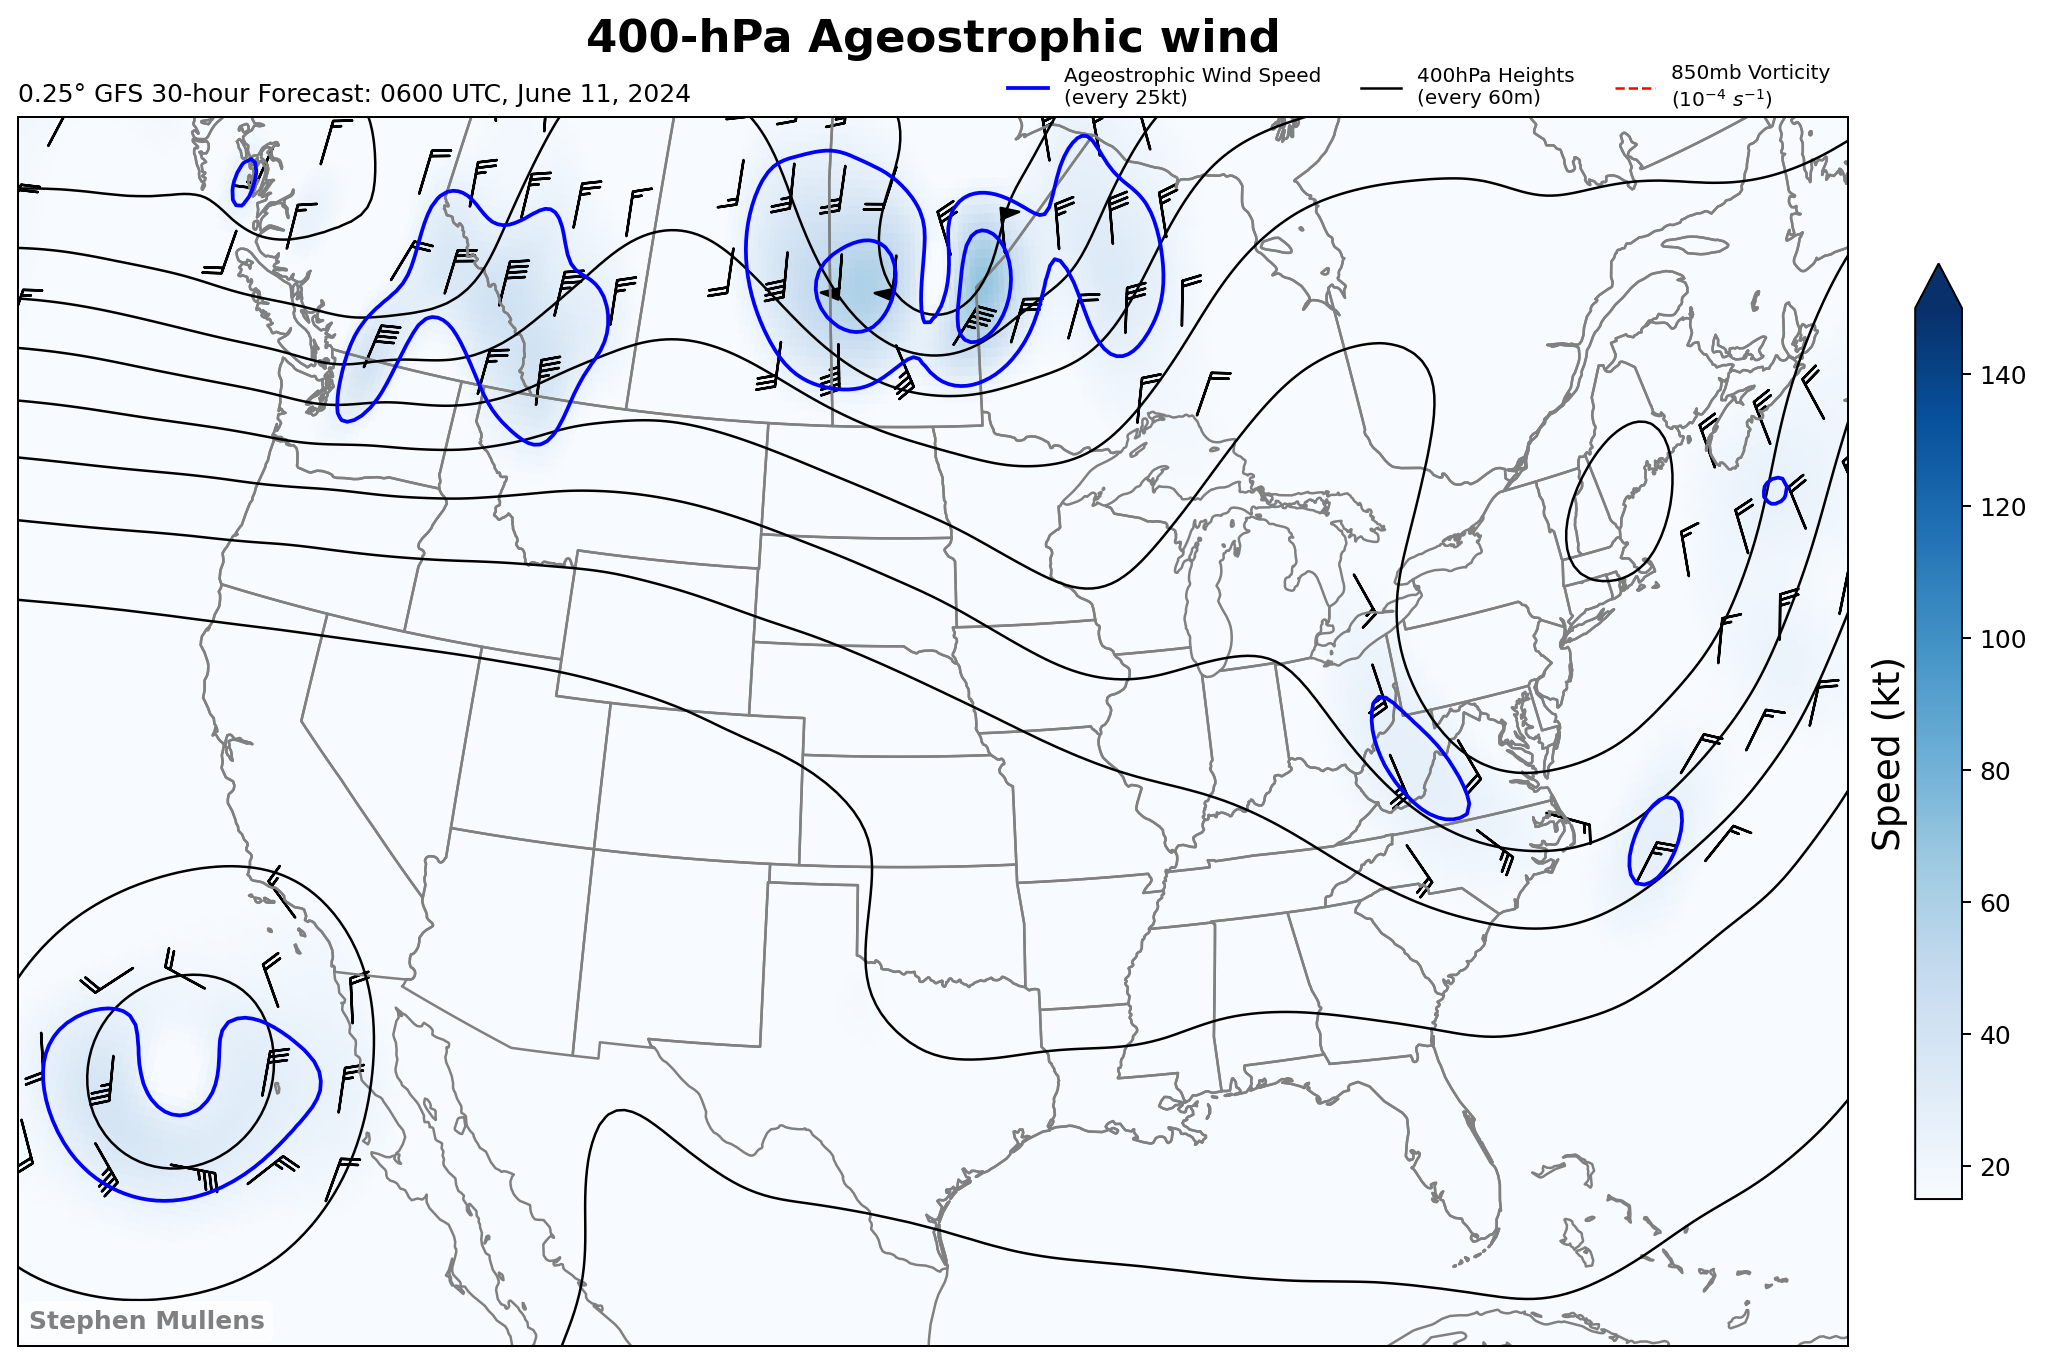 400-hPa Ageostrophic wind
0.25° GFS 30-hour Forecast: 0600 UTC, June 11, 2024
Ageostrophic Wind Speed
(every 25kt)
400hPa Heights
(every 60m)
850mb Vorticity
(10⁻⁴ s⁻¹)
140
120
100
80
60
40
20
Speed (kt)
Stephen Mullens